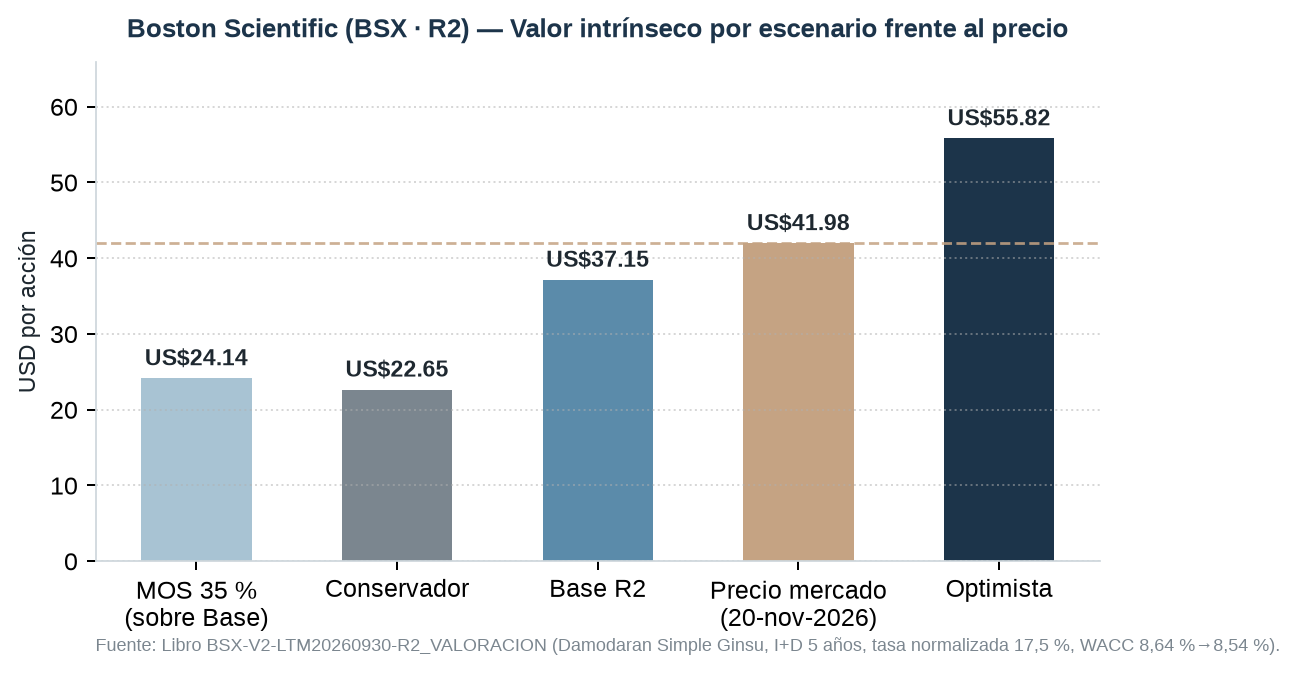 Boston Scientific (BSX · R2) — Valor intrínseco por escenario frente al precio
USD por acción
60
50
40
30
20
10
0
US$24.14
US$22.65
US$37.15
US$41.98
US$55.82
MOS 35 %
(sobre Base)
Conservador
Base R2
Precio mercado
(20-nov-2026)
Optimista
Fuente: Libro BSX-V2-LTM20260930-R2_VALORACION (Damodaran Simple Ginsu, I+D 5 años, tasa normalizada 17,5 %, WACC 8,64 %→8,54 %).